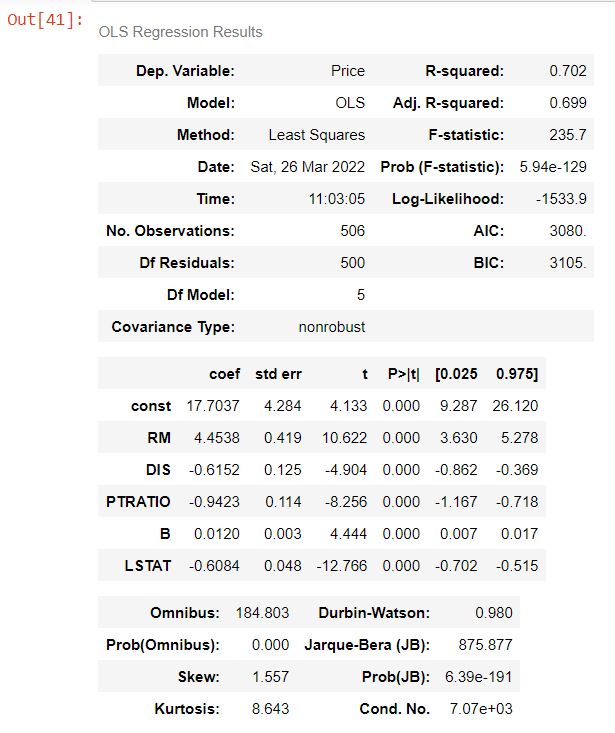 Out[41]:
OLS Regression Results
Dep. Variable: Price R-squared: 0.702
Model: OLS Adj. R-squared: 0.699
Method: Least Squares F-statistic: 235.7
Date: Sat, 26 Mar 2022 Prob (F-statistic): 5.94e-129
Time: 11:03:05 Log-Likelihood: -1533.9
No. Observations: 506 AIC: 3080.
Df Residuals: 500 BIC: 3105.
Df Model: 5
Covariance Type: nonrobust
coef std err t P>|t| [0.025 0.975]
const 17.7037 4.284 4.133 0.000 9.287 26.120
RM 4.4538 0.419 10.622 0.000 3.630 5.278
DIS -0.6152 0.125 -4.904 0.000 -0.862 -0.369
PTRATIO -0.9423 0.114 -8.256 0.000 -1.167 -0.718
B 0.0120 0.003 4.444 0.000 0.007 0.017
LSTAT -0.6084 0.048 -12.766 0.000 -0.702 -0.515
Omnibus: 184.803 Durbin-Watson: 0.980
Prob(Omnibus): 0.000 Jarque-Bera (JB): 875.877
Skew: 1.557 Prob(JB): 6.39e-191
Kurtosis: 8.643 Cond. No. 7.07e+03